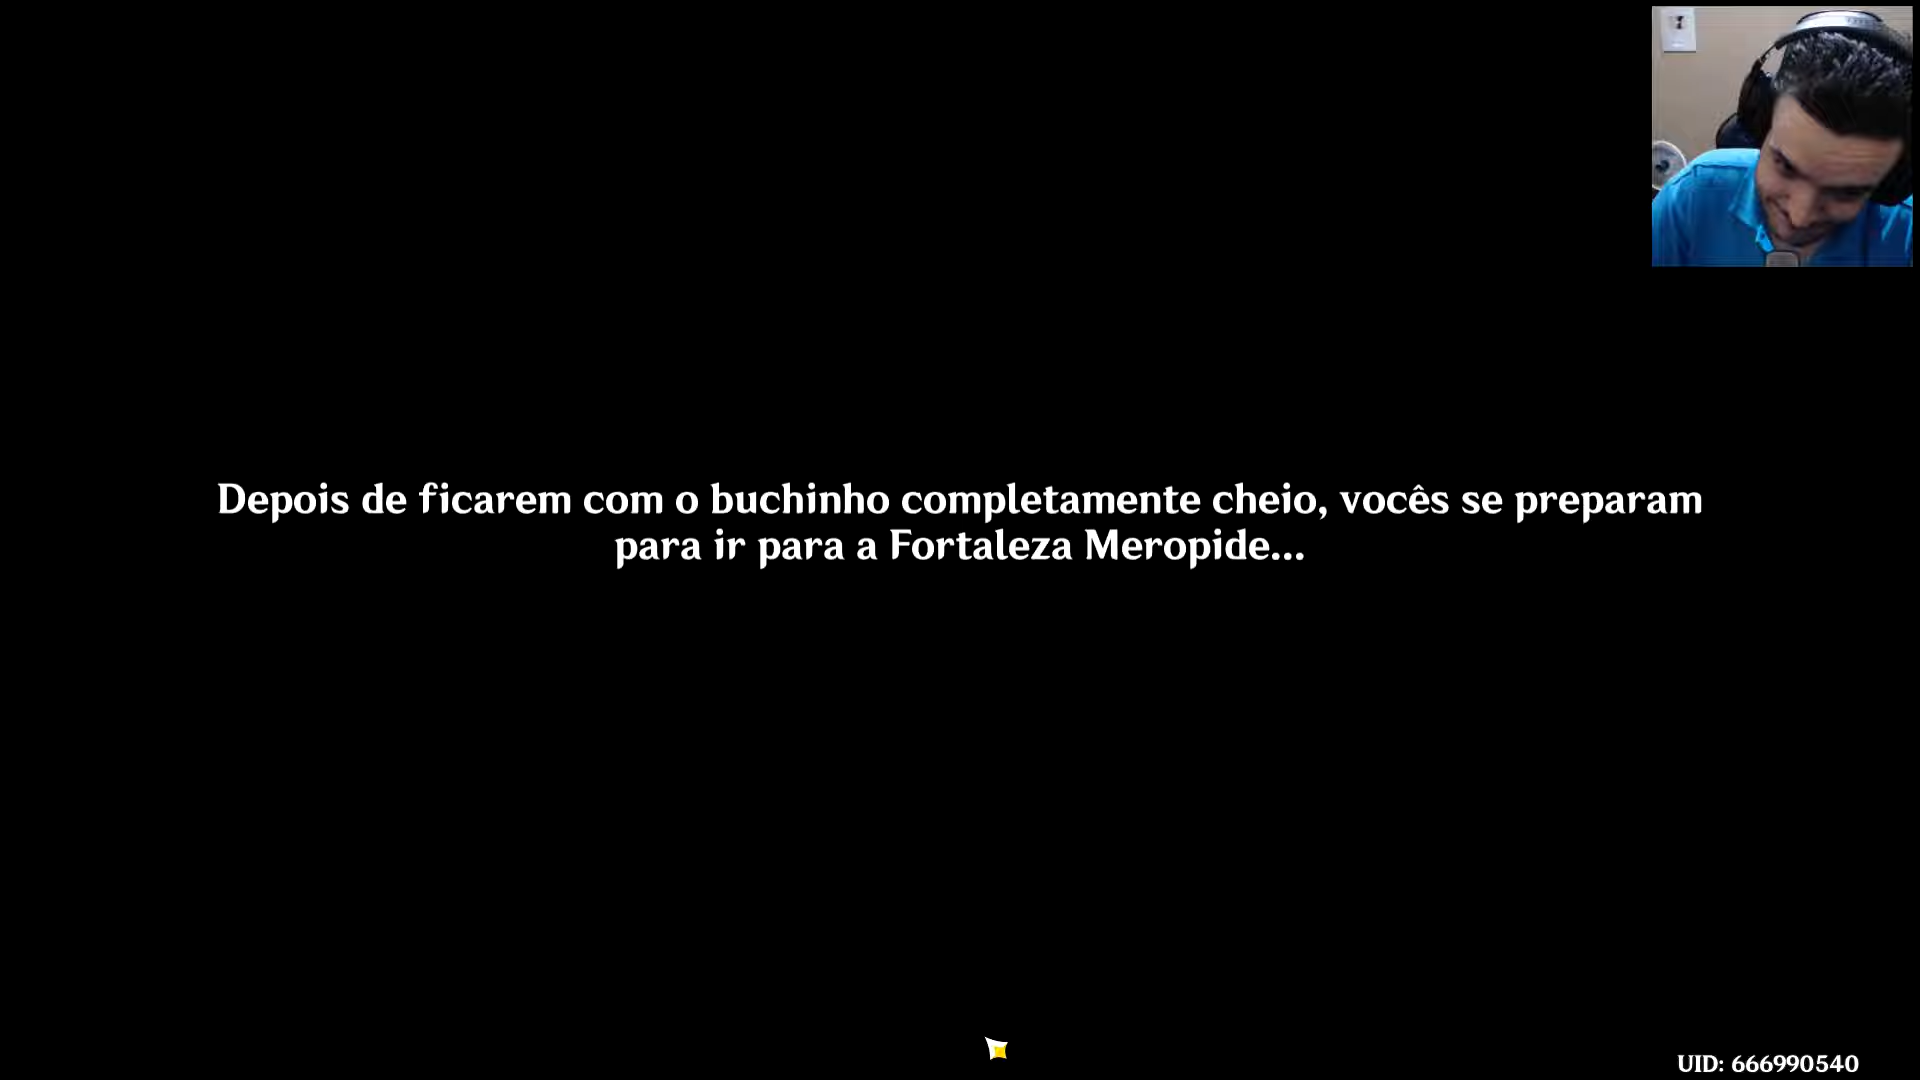 Depois de ficarem com o buchinho completamente cheio, vocês se preparam
para ir para a Fortaleza Meropide...
UID: 666990540